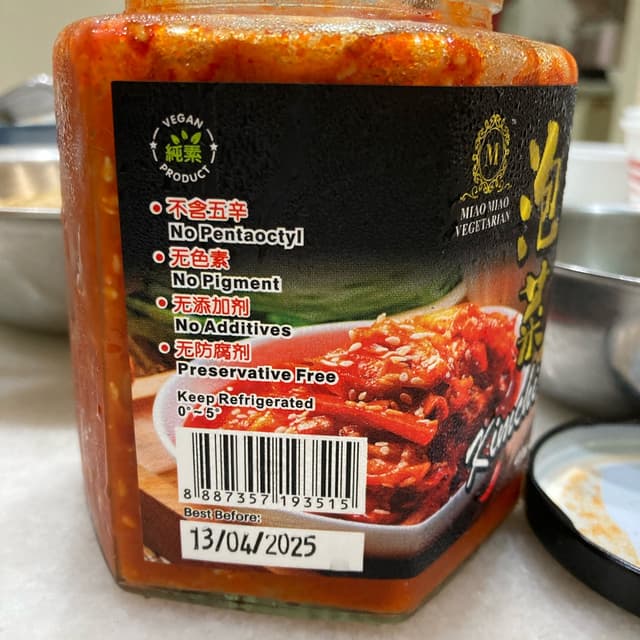 VEGAN
純素
PRODUCT
M
MIAO MIAO
VEGETARIAN
泡菜
• 不含五辛
No Pentaoctyl
• 无色素
No Pigment
• 无添加剂
No Additives
• 无防腐剂
Preservative Free
Keep Refrigerated
0°~5°
8 887357 193515
Best Before:
13/04/2025